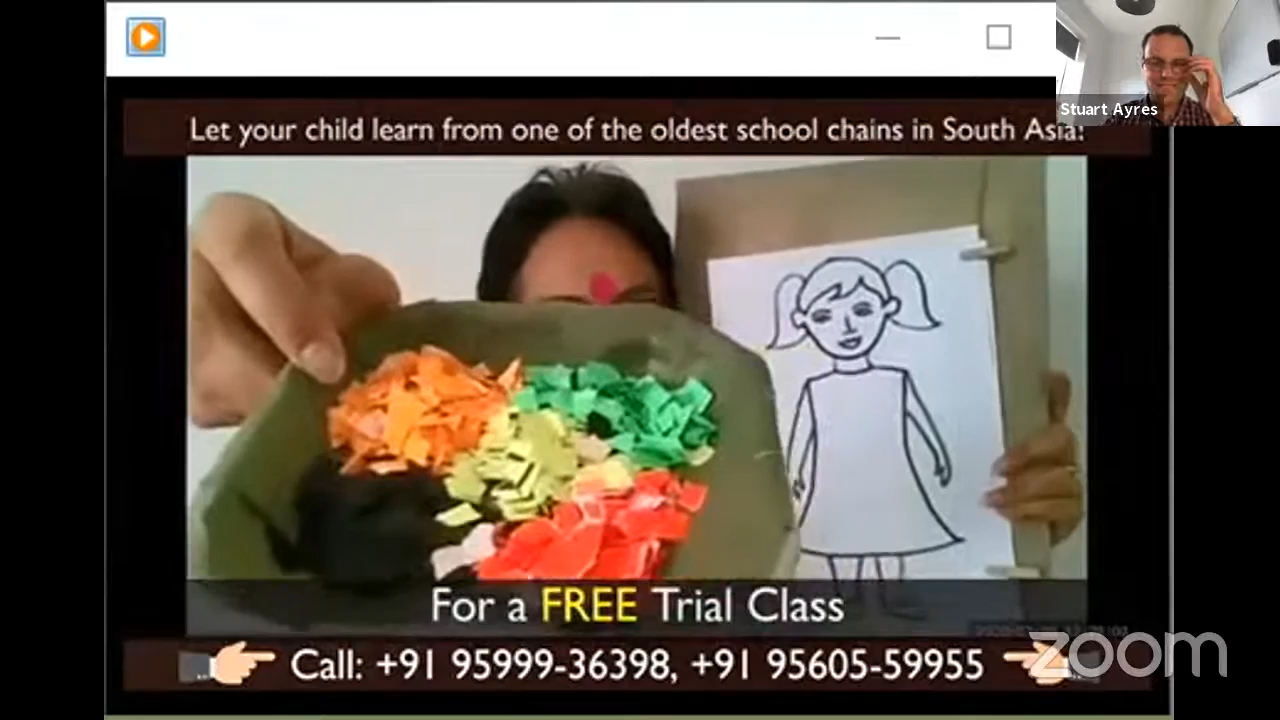 Stuart Ayres
Let your child learn from one of the oldest school chains in South Asia!
For a FREE Trial Class
Call: +91 95999-36398, +91 95605-59955
zoom